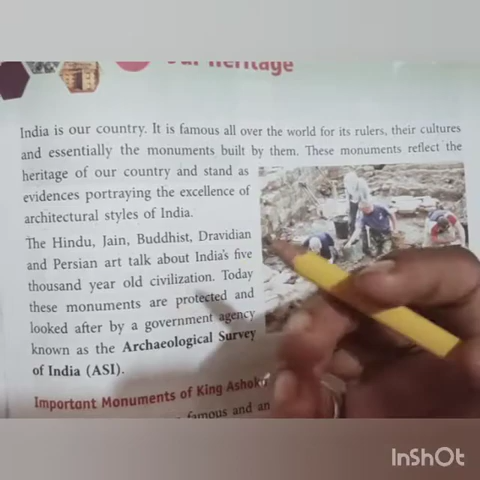 Our Heritage
India is our country. It is famous all over the world for its rulers, their cultures
and essentially the monuments built by them. These monuments reflect the
heritage of our country and stand as
evidences portraying the excellence of
architectural styles of India.
The Hindu, Jain, Buddhist, Dravidian
and Persian art talk about India's five
thousand year old civilization. Today
these monuments are protected and
looked after by a government agency
known as the Archaeological Survey
of India (ASI).
Important Monuments of King Ashoka
famous and an
InShOt